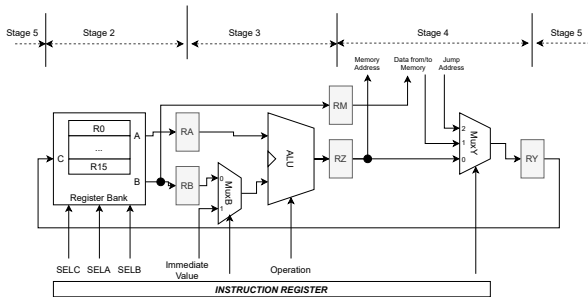 Stage 5 Stage 2 Stage 3 Stage 4 Stage 5
Memory Address
Data from/to Memory
Jump Address
R0
...
R15
A
B
C
Register Bank
RA
RB
0
1
MuxB
ALU
RM
RZ
2
1
0
MuxY
RY
SELC SELA SELB
Immediate Value
Operation
INSTRUCTION REGISTER